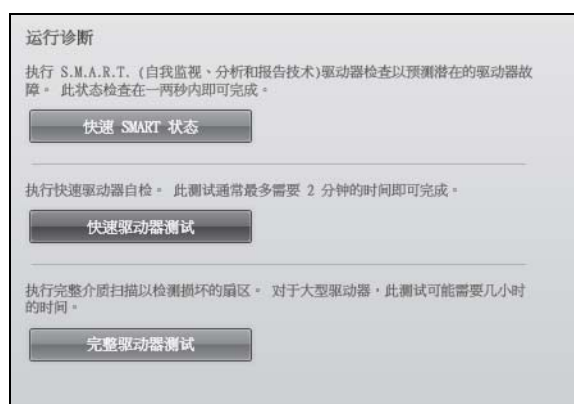 运行诊断
执行 S.M.A.R.T. (自我监视、分析和报告技术)驱动器检查以预测潜在的驱动器故
障。 此状态检查在一两秒内即可完成。
快速 SMART 状态
执行快速驱动器自检。 此测试通常最多需要 2 分钟的时间即可完成。
快速驱动器测试
执行完整介质扫描以检测损坏的扇区。 对于大型驱动器，此测试可能需要几小时
的时间。
完整驱动器测试